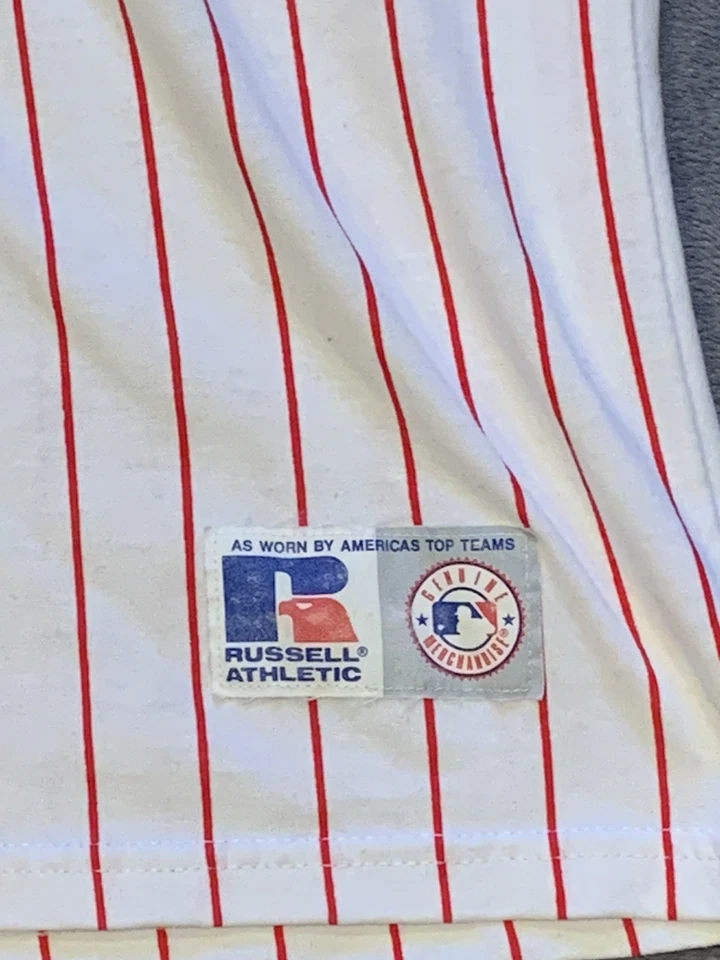 AS WORN BY AMERICAS TOP TEAMS
RUSSELL®
ATHLETIC
GENUINE
MERCHANDISE®